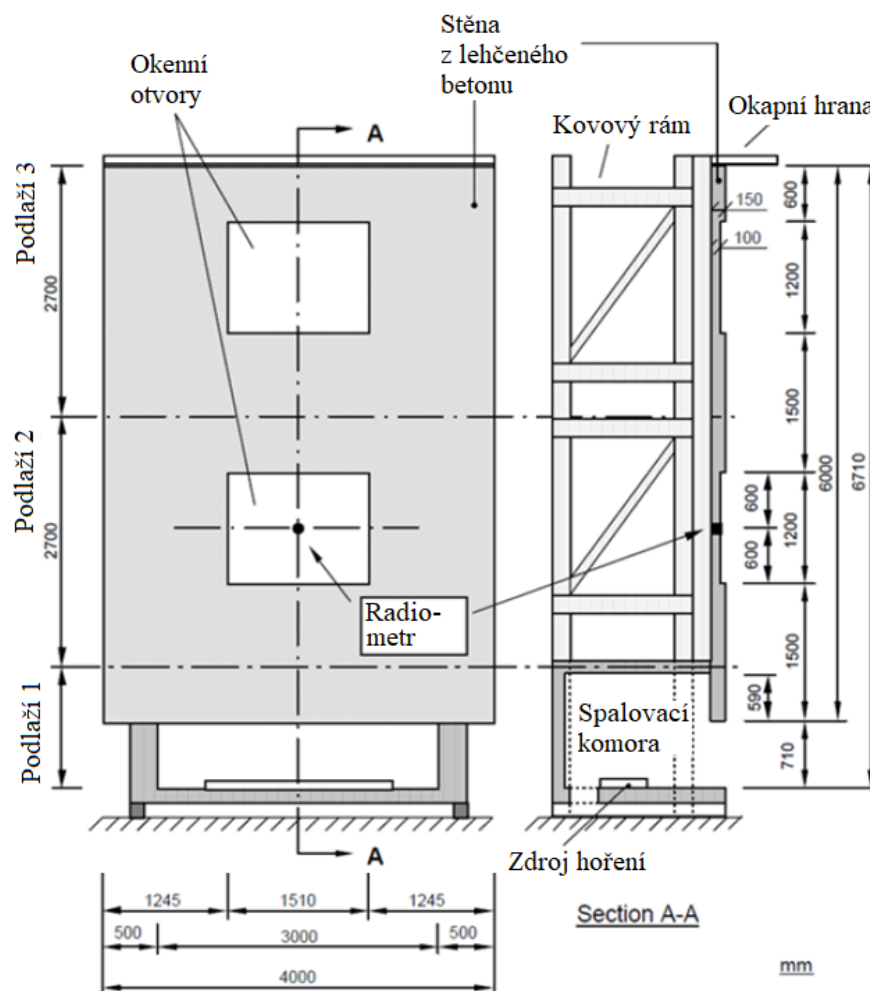 Stěna
z lehčeného
betonu
Okenní
otvory
Okapní hrana
Kovový rám
A
Podlaží 3
2700
600
150
100
1200
1500
Podlaží 2
2700
600
600
1200
6000
6710
Radio-
metr
1500
590
Podlaží 1
Spalovací
komora
710
A
Zdroj hoření
1245
1510
1245
Section A-A
500
3000
500
4000
mm